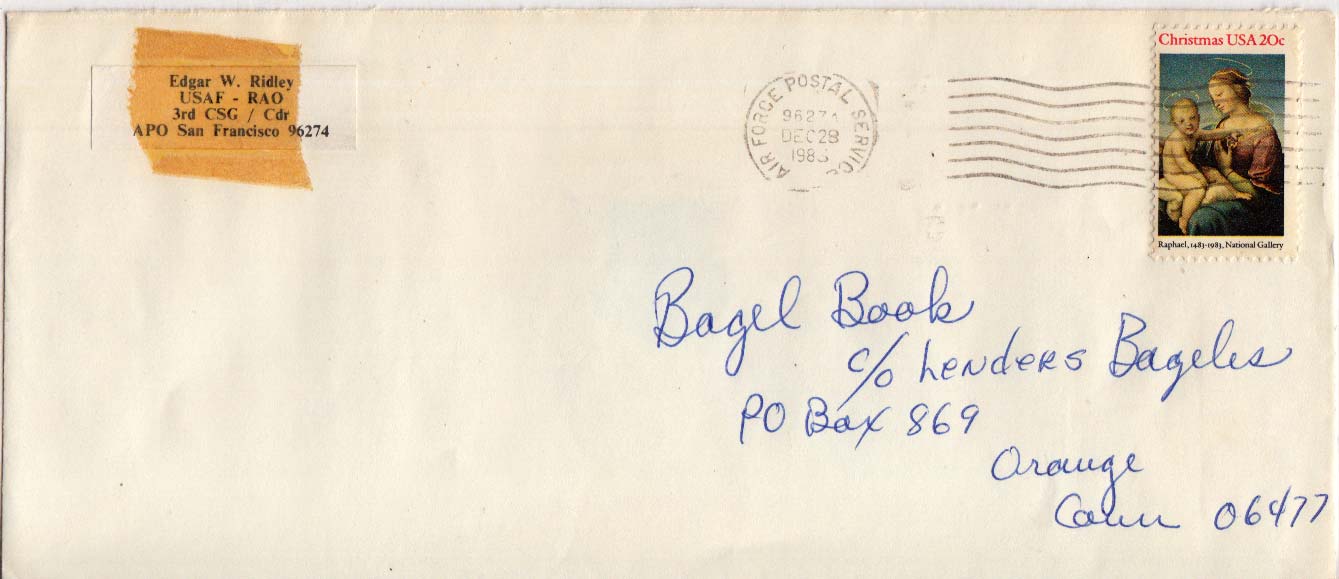 Edgar W. Ridley
USAF - RAO
3rd CSG / Cdr
APO San Francisco 96274
AIR FORCE POSTAL SERVICE
96274
DEC 28
1983
Christmas USA 20c
Raphael, 1483-1983, National Gallery
Bagel Book
c/o Lenders Bageles
PO Box 869
Orange
Conn 06477